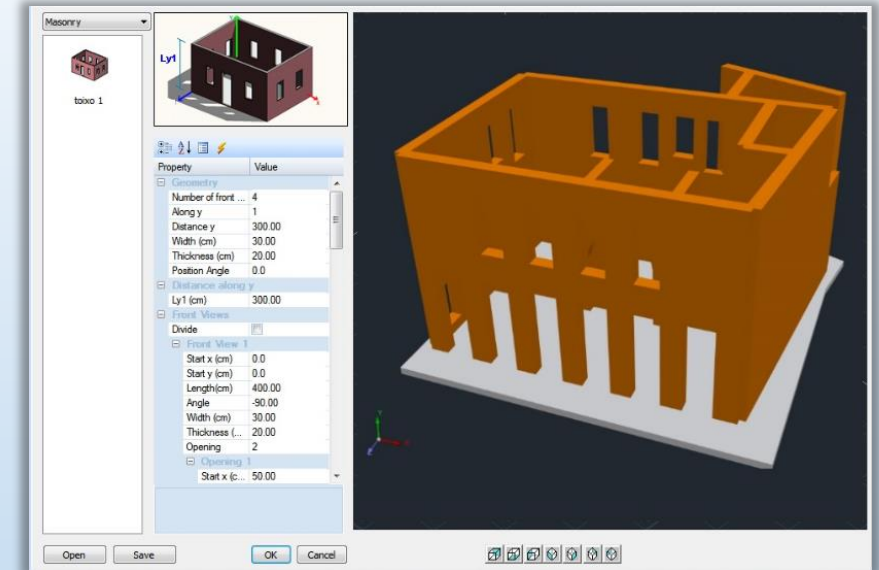 Masonry
toixo 1
Ly1
Y
x
Property Value
Geometry
Number of front ... 4
Along y 1
Distance y 300.00
Width (cm) 30.00
Thickness (cm) 20.00
Position Angle 0.0
Distance along y
Ly1 (cm) 300.00
Front Views
Divide
Front View 1
Start x (cm) 0.0
Start y (cm) 0.0
Length(cm) 400.00
Angle -90.00
Width (cm) 30.00
Thickness (... 20.00
Opening 2
Opening 1
Start x (c... 50.00
Y
Z
Open Save OK Cancel